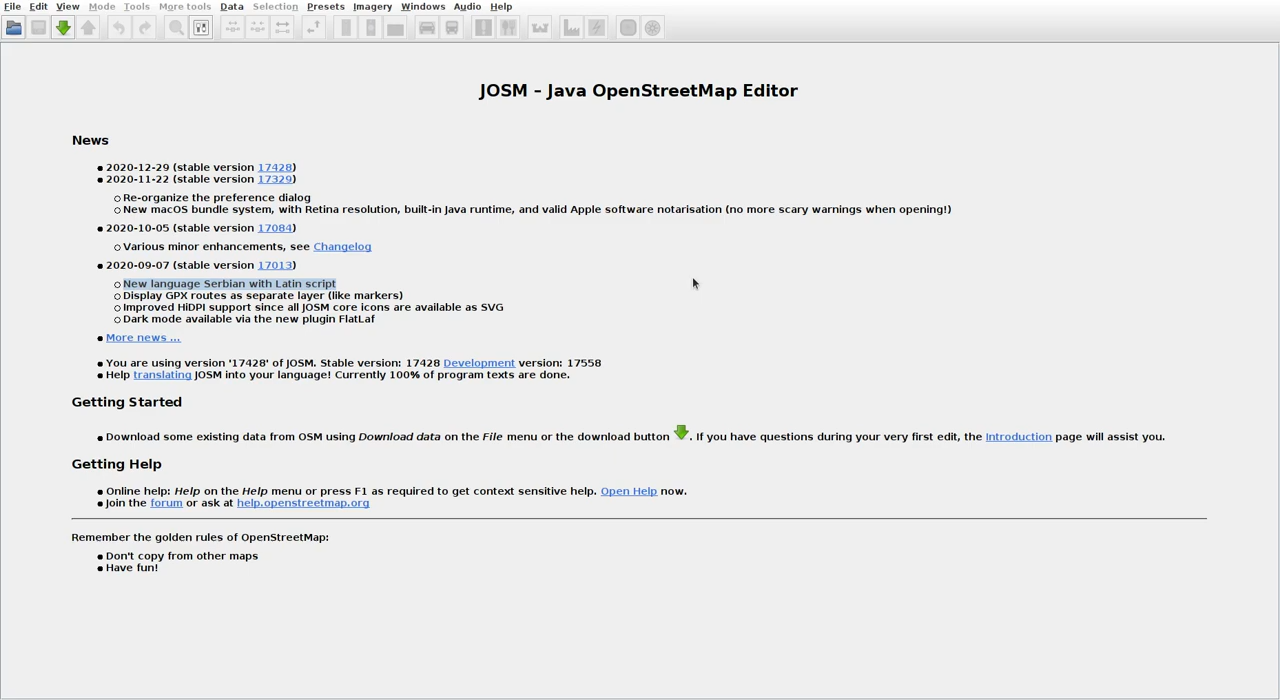 File Edit View Mode Tools More tools Data Selection Presets Imagery Windows Audio Help
JOSM – Java OpenStreetMap Editor
News
2020-12-29 (stable version 17428)
2020-11-22 (stable version 17329)
Re-organize the preference dialog
New macOS bundle system, with Retina resolution, built-in Java runtime, and valid Apple software notarisation (no more scary warnings when opening!)
2020-10-05 (stable version 17084)
Various minor enhancements, see Changelog
2020-09-07 (stable version 17013)
New language Serbian with Latin script
Display GPX routes as separate layer (like markers)
Improved HiDPI support since all JOSM core icons are available as SVG
Dark mode available via the new plugin FlatLaf
More news ...
You are using version '17428' of JOSM. Stable version: 17428 Development version: 17558
Help translating JOSM into your language! Currently 100% of program texts are done.
Getting Started
Download some existing data from OSM using Download data on the File menu or the download button . If you have questions during your very first edit, the Introduction page will assist you.
Getting Help
Online help: Help on the Help menu or press F1 as required to get context sensitive help. Open Help now.
Join the forum or ask at help.openstreetmap.org
Remember the golden rules of OpenStreetMap:
Don't copy from other maps
Have fun!